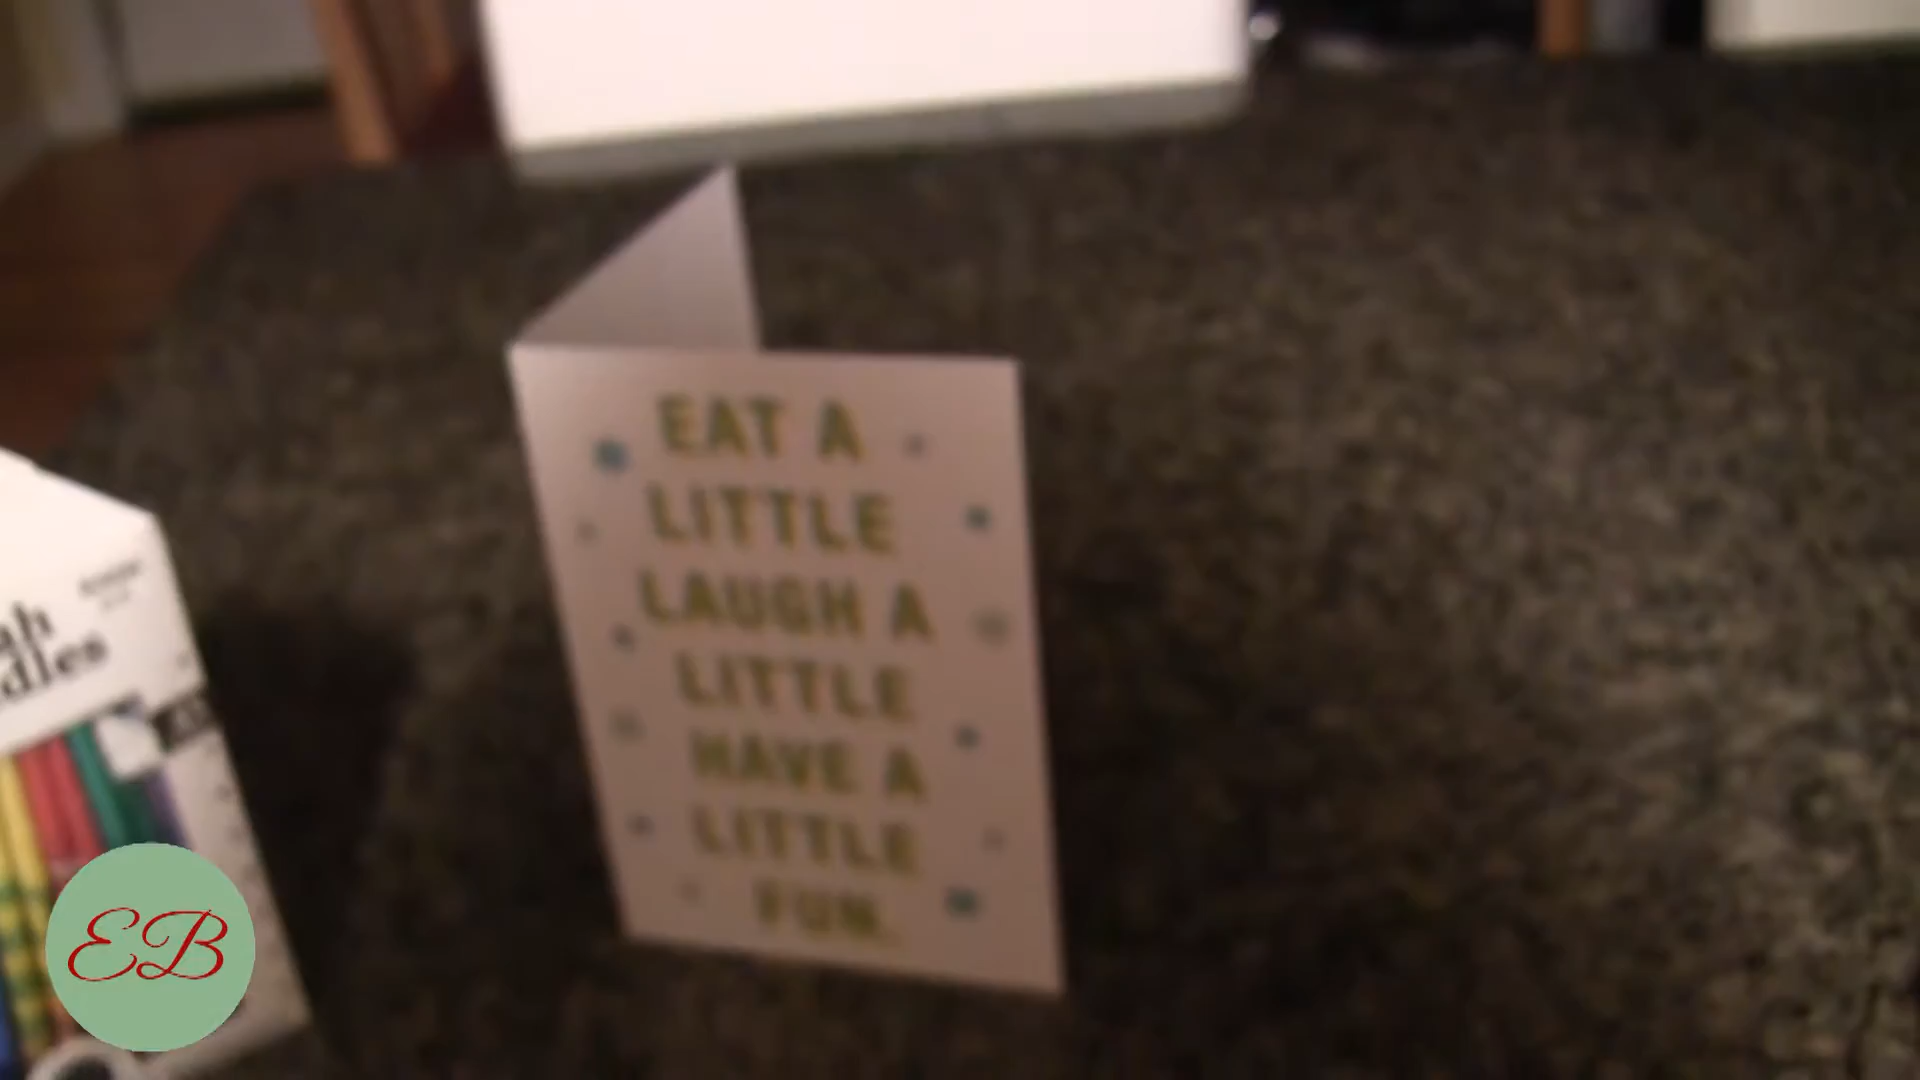 EAT A
LITTLE
LAUGH A
LITTLE
HAVE A
LITTLE
FUN.
EB